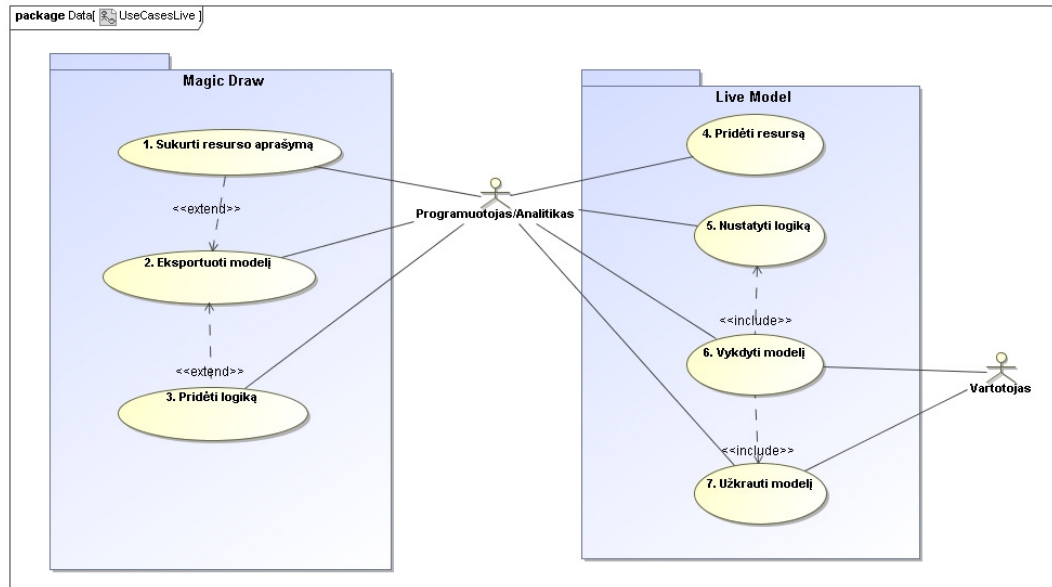 package Data[ UseCasesLive ]
Magic Draw
1. Sukurti resurso aprašymą
<<extend>>
2. Eksportuoti modelį
<<extend>>
3. Pridėti logiką
Programuotojas/Analitikas
Live Model
4. Pridėti resursą
5. Nustatyti logiką
<<include>>
6. Vykdyti modelį
<<include>>
7. Užkrauti modelį
Vartotojas